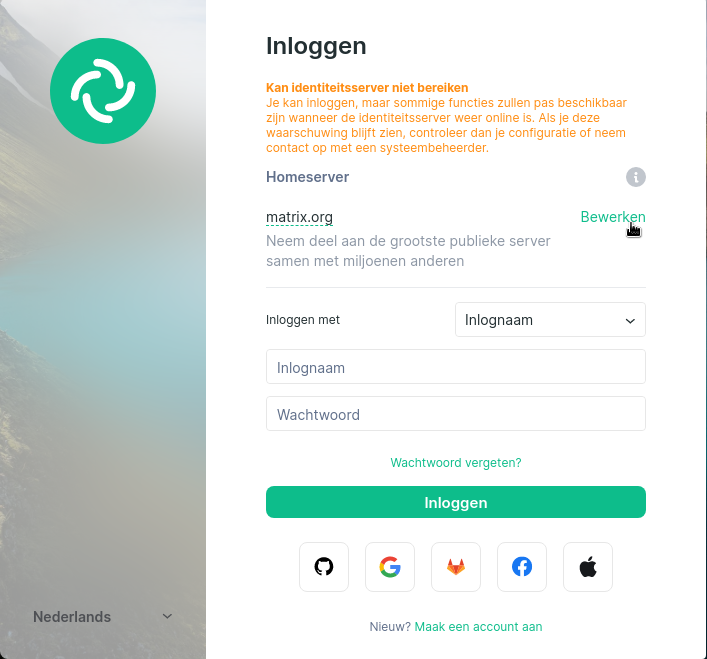 Inloggen
Kan identiteitsserver niet bereiken
Je kan inloggen, maar sommige functies zullen pas beschikbaar
zijn wanneer de identiteitsserver weer online is. Als je deze
waarschuwing blijft zien, controleer dan je configuratie of neem
contact op met een systeembeheerder.
Homeserver
matrix.org Bewerken
Neem deel aan de grootste publieke server
samen met miljoenen anderen
Inloggen met Inlognaam
Inlognaam
Wachtwoord
Wachtwoord vergeten?
Inloggen
Nederlands
Nieuw? Maak een account aan